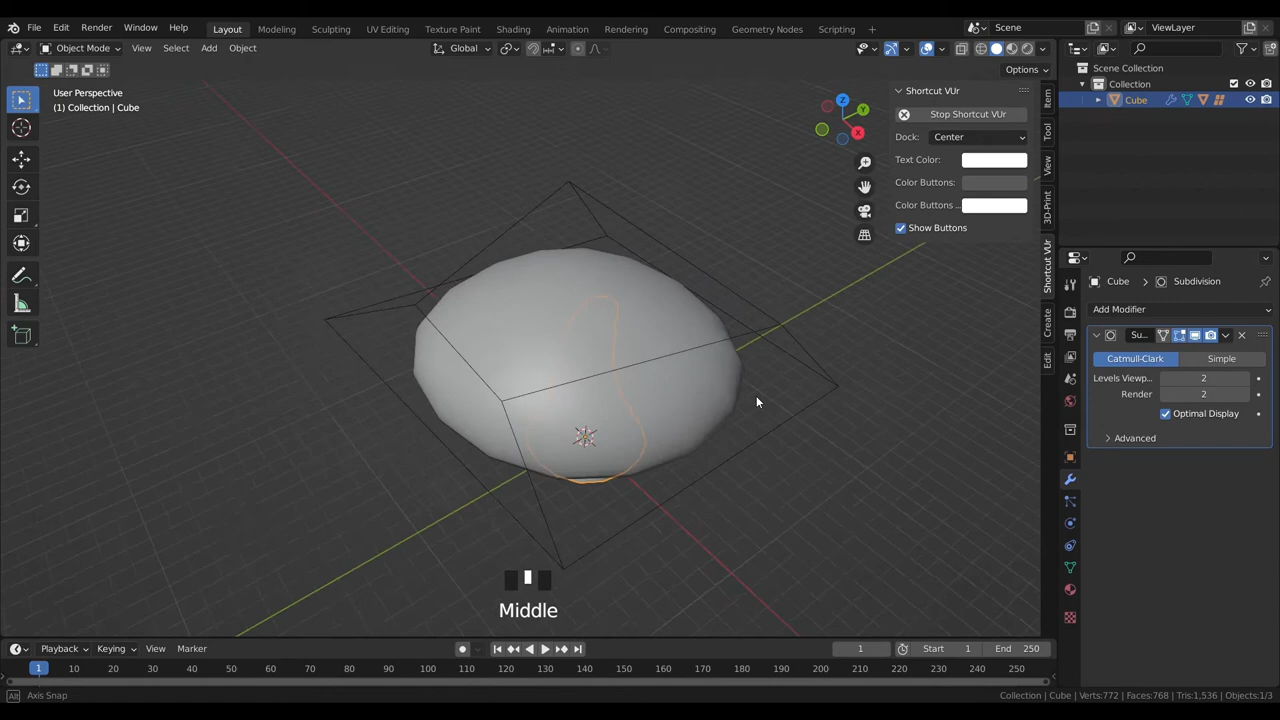 File Edit Render Window Help Layout Modeling Sculpting UV Editing Texture Paint Shading Animation Rendering Compositing Geometry Nodes Scripting + Scene ViewLayer
Object Mode View Select Add Object Global
Options
User Perspective
(1) Collection | Cube
Z
Y
X
Shortcut VUr
Stop Shortcut VUr
Dock: Center
Text Color:
Color Buttons:
Color Buttons ..
Show Buttons
Item
Tool
View
3D-Print
Shortcut VUr
Create
Edit
Scene Collection
Collection
Cube
Cube Subdivision
Add Modifier
Su...
Catmull-Clark Simple
Levels Viewp... 2
Render 2
Optimal Display
Advanced
Middle
Playback Keying View Marker 1 Start 1 End 250
1 10 20 30 40 50 60 70 80 90 100 110 120 130 140 150 160 170 180 190 200 210 220 230 240 250
Alt Axis Snap Collection | Cube | Verts:772 | Faces:768 | Tris:1,536 | Objects:1/3